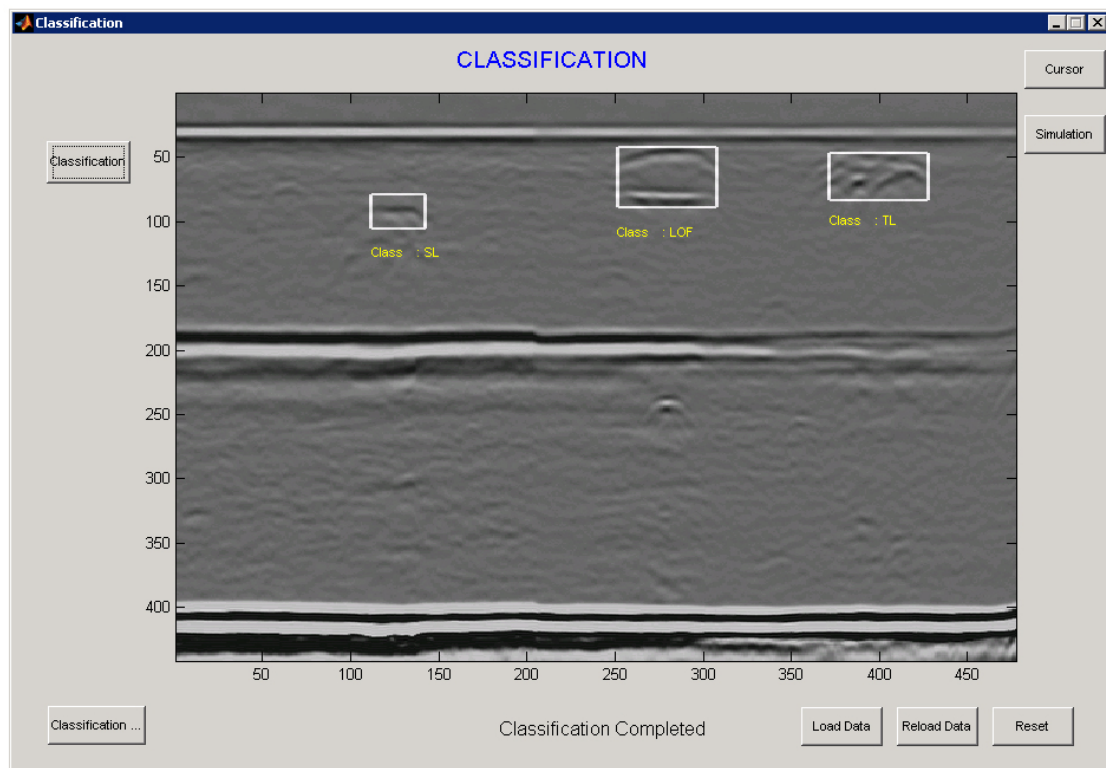 Classification
CLASSIFICATION
Cursor
Simulation
Classification
50
100
150
200
250
300
350
400
Class : SL
Class : LOF
Class : TL
50
100
150
200
250
300
350
400
450
Classification ...
Classification Completed
Load Data
Reload Data
Reset